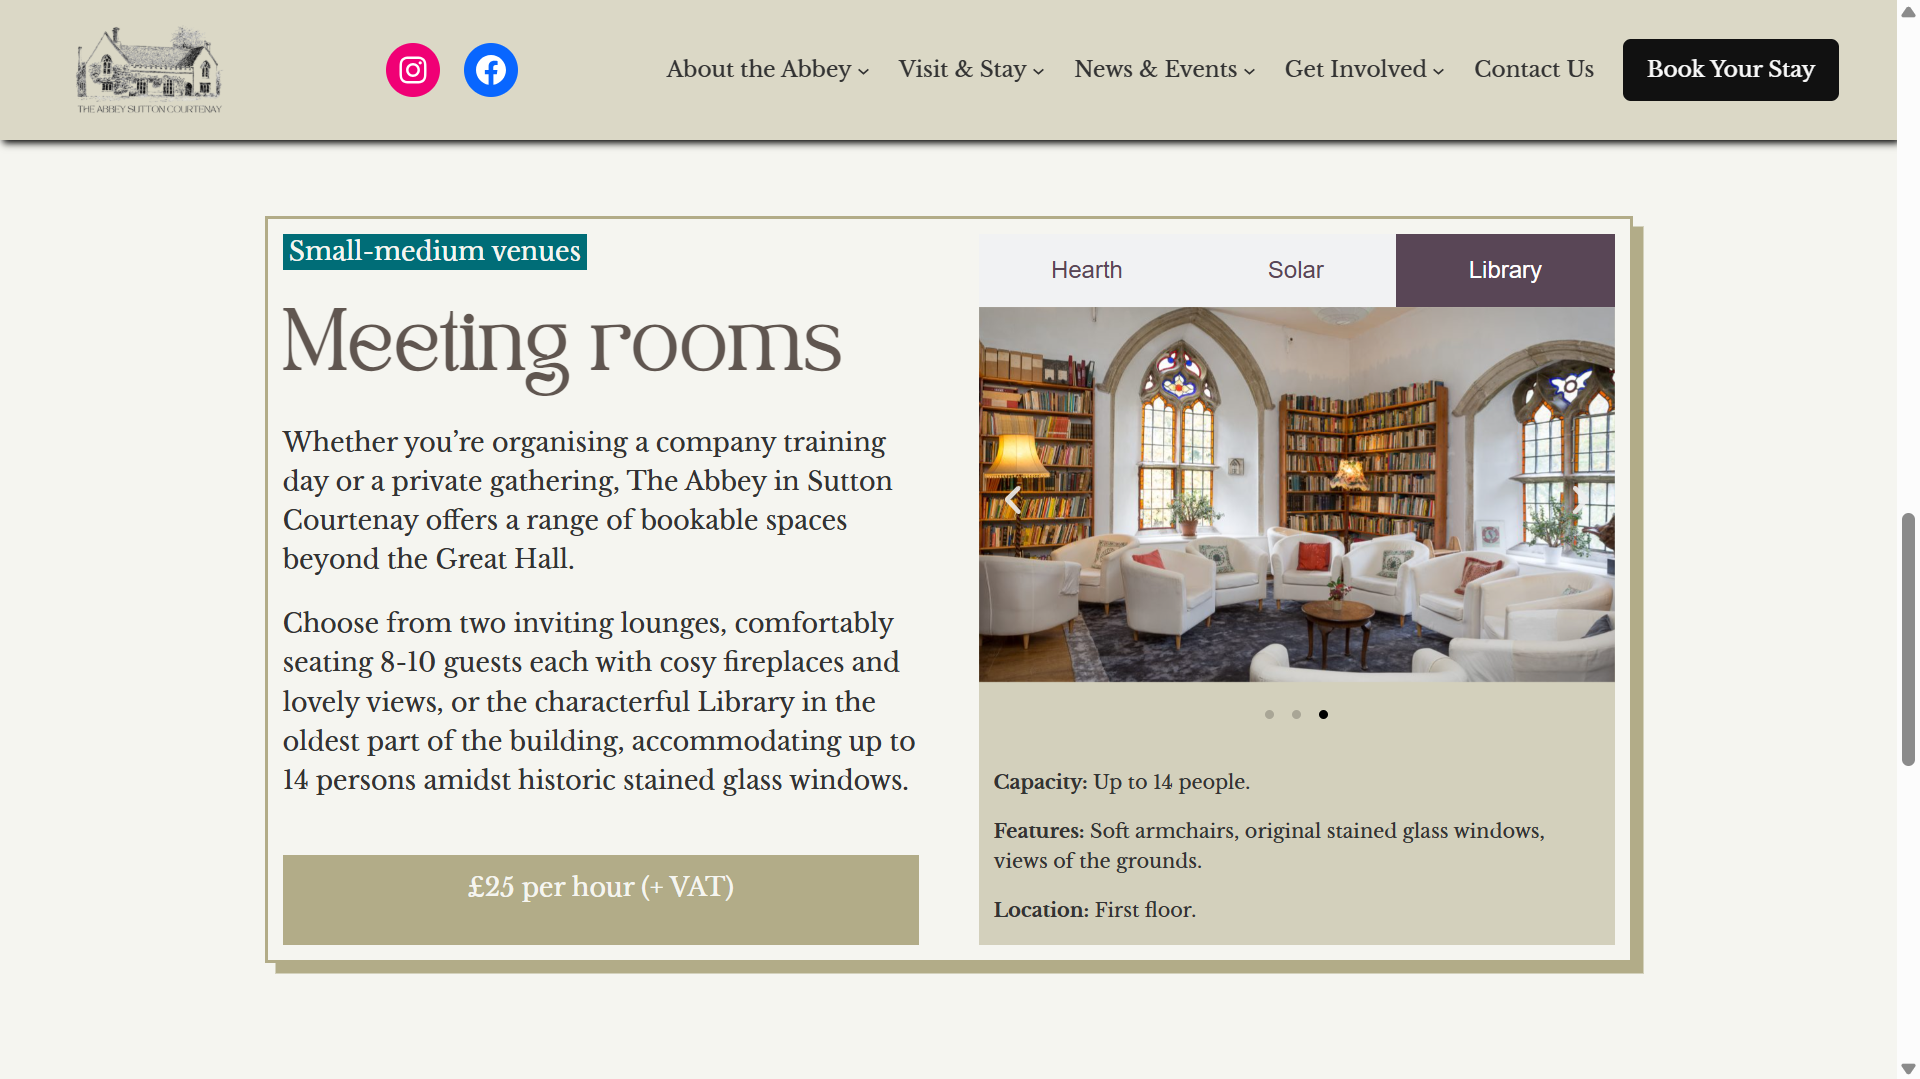 THE ABBEY SUTTON COURTENAY
About the Abbey
Visit & Stay
News & Events
Get Involved
Contact Us
Book Your Stay
Small-medium venues
Meeting rooms
Whether you’re organising a company training
day or a private gathering, The Abbey in Sutton
Courtenay offers a range of bookable spaces
beyond the Great Hall.
Choose from two inviting lounges, comfortably
seating 8-10 guests each with cosy fireplaces and
lovely views, or the characterful Library in the
oldest part of the building, accommodating up to
14 persons amidst historic stained glass windows.
£25 per hour (+ VAT)
Hearth
Solar
Library
Capacity: Up to 14 people.
Features: Soft armchairs, original stained glass windows,
views of the grounds.
Location: First floor.